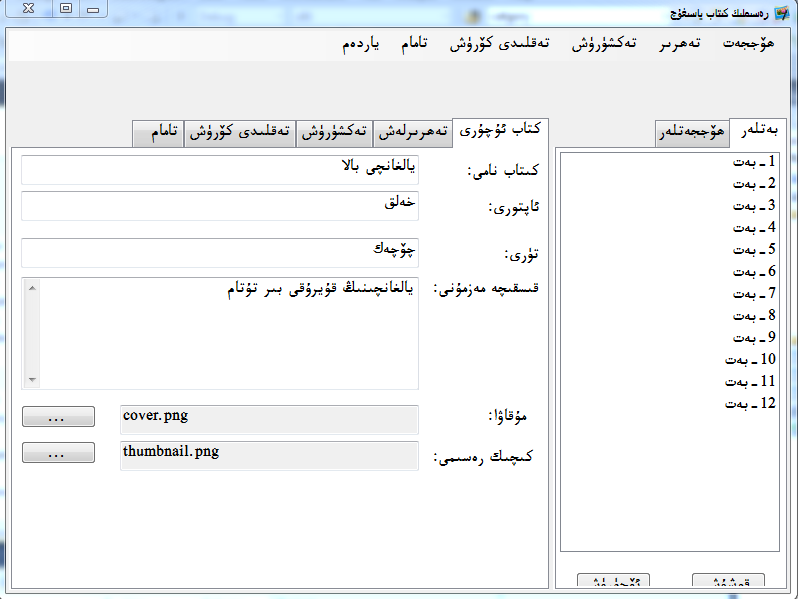 رەسىملىك كىتاب ياسىغۇچ
ھۆججەت تەھرىر تەكشۈرۈش تەقلىدى كۆرۈش تامام ياردەم
بەتلەر ھۆججەتلەر
1-بەت
2-بەت
3-بەت
4-بەت
5-بەت
6-بەت
7-بەت
8-بەت
9-بەت
10-بەت
11-بەت
12-بەت
قوشۇش ئۆچۈرۈش
كىتاب ئۇچۇرى تەھرىرلەش تەكشۈرۈش تەقلىدى كۆرۈش تامام
كىتاب نامى: يالغانچى بالا
ئاپتورى: خەلق
تۈرى: چۆچەك
قىسقىچە مەزمۇنى: يالغانچىنىڭ قۇيرۇقى بىر تۇتام
مۇقاۋا: cover.png ...
كىچىك رەسىمى: thumbnail.png ...